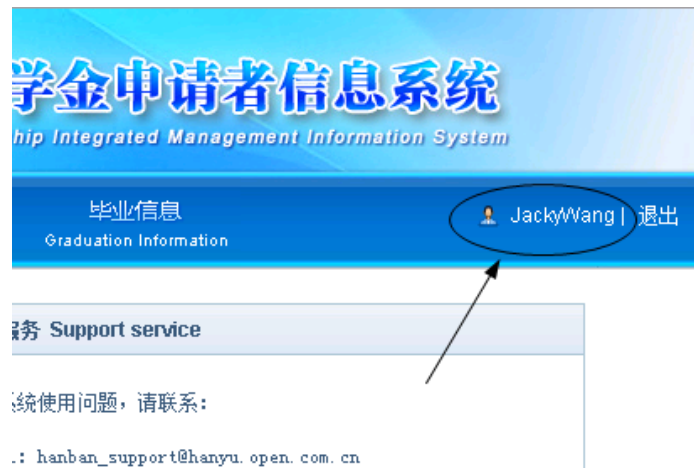 学金申请者信息系统
hip Integrated Management Information System
毕业信息
Graduation Information
JackyWang | 退出
服务 Support service
系统使用问题，请联系：
.: hanban_support@hanyu.open.com.cn